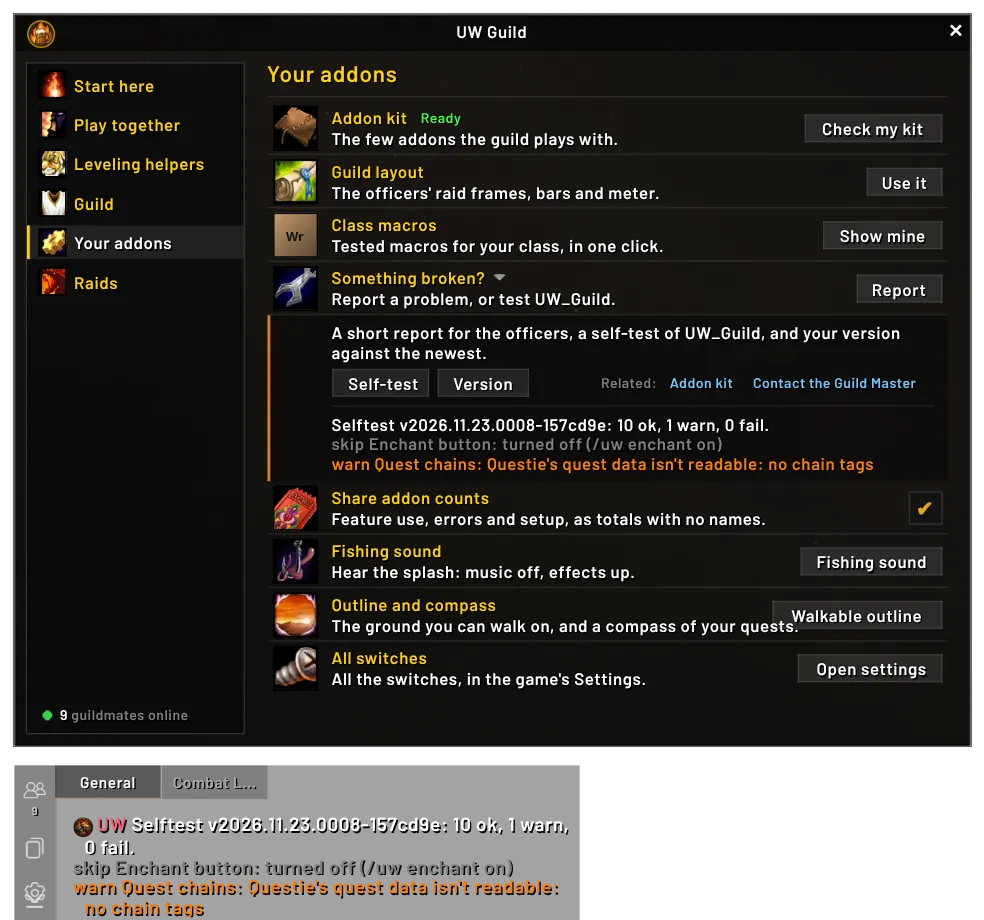 UW Guild
Start here
Play together
Leveling helpers
Guild
Your addons
Raids
9 guildmates online
Your addons
Addon kit Ready
The few addons the guild plays with.
Check my kit
Guild layout
The officers' raid frames, bars and meter.
Use it
Wr
Class macros
Tested macros for your class, in one click.
Show mine
Something broken?
Report a problem, or test UW_Guild.
Report
A short report for the officers, a self-test of UW_Guild, and your version
against the newest.
Self-test Version Related: Addon kit Contact the Guild Master
Selftest v2026.11.23.0008-157cd9e: 10 ok, 1 warn, 0 fail.
skip Enchant button: turned off (/uw enchant on)
warn Quest chains: Questie's quest data isn't readable: no chain tags
Share addon counts
Feature use, errors and setup, as totals with no names.
Fishing sound
Hear the splash: music off, effects up.
Fishing sound
Outline and compass
The ground you can walk on, and a compass of your quests.
Walkable outline
All switches
All the switches, in the game's Settings.
Open settings
General Combat L...
9
UW Selftest v2026.11.23.0008-157cd9e: 10 ok, 1 warn,
0 fail.
skip Enchant button: turned off (/uw enchant on)
warn Quest chains: Questie's quest data isn't readable:
no chain tags